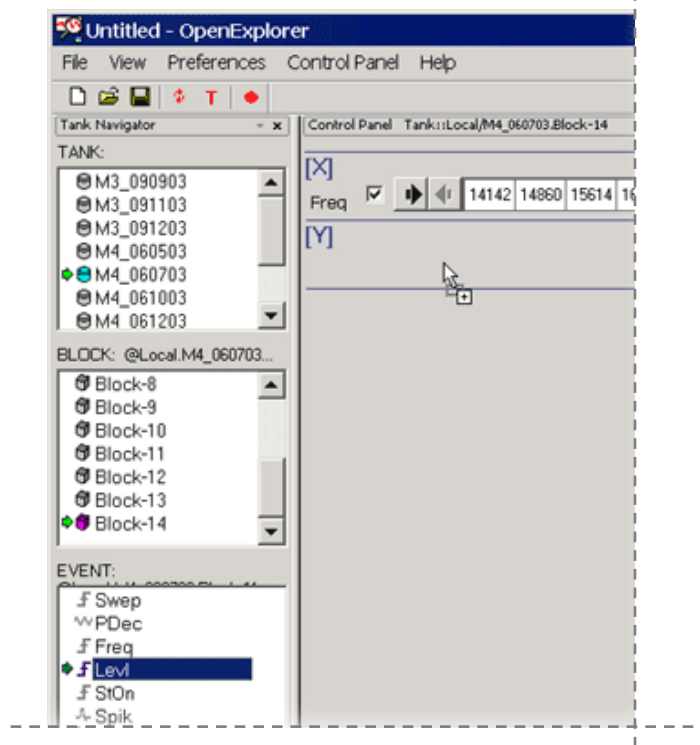 Untitled - OpenExplorer
File View Preferences Control Panel Help
T
Tank Navigator
TANK:
M3_090903
M3_091103
M3_091203
M4_060503
M4_060703
M4_061003
M4_061203
BLOCK: @Local.M4_060703...
Block-8
Block-9
Block-10
Block-11
Block-12
Block-13
Block-14
EVENT:
Swep
PDec
Freq
Levl
StOn
Spik
Control Panel Tank::Local/M4_060703.Block-14
[X]
Freq 14142 14860 15614
[Y]